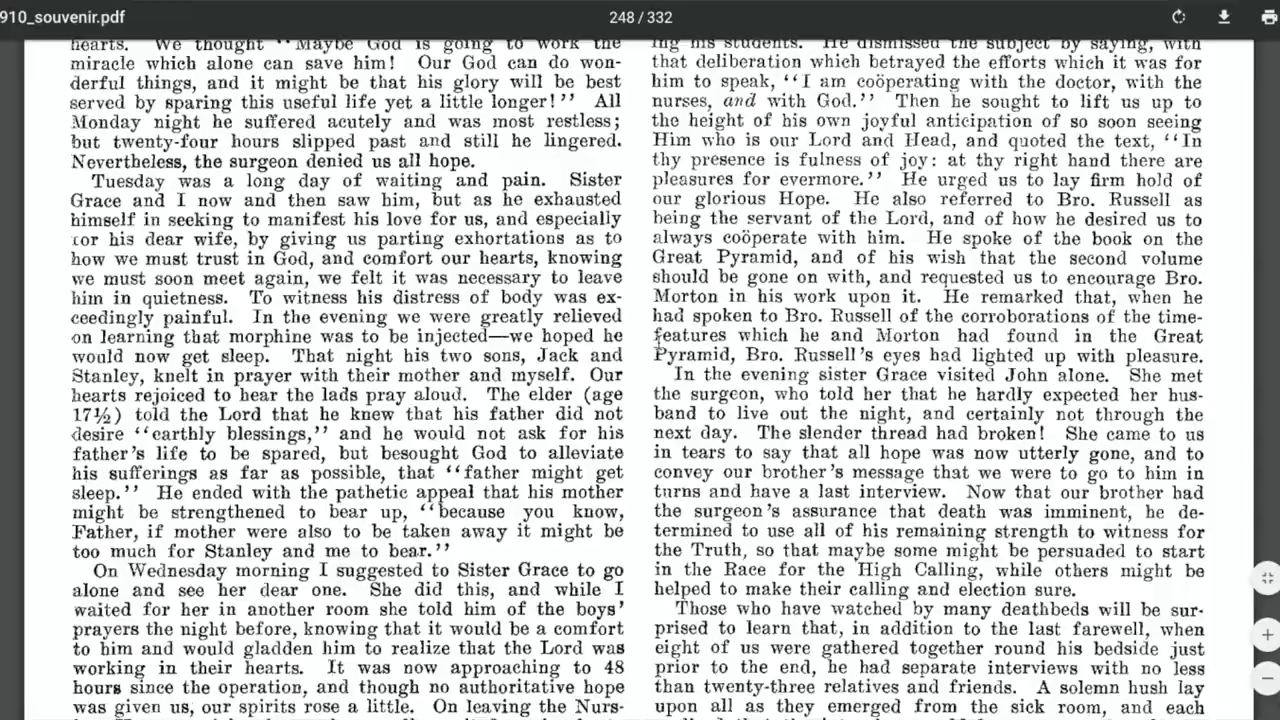 910_souvenir.pdf
248 / 332
hearts. We thought "Maybe God is going to work the
miracle which alone can save him! Our God can do won-
derful things, and it might be that his glory will be best
served by sparing this useful life yet a little longer!" All
Monday night he suffered acutely and was most restless;
but twenty-four hours slipped past and still he lingered.
Nevertheless, the surgeon denied us all hope.
Tuesday was a long day of waiting and pain. Sister
Grace and I now and then saw him, but as he exhausted
himself in seeking to manifest his love for us, and especially
for his dear wife, by giving us parting exhortations as to
how we must trust in God, and comfort our hearts, knowing
we must soon meet again, we felt it was necessary to leave
him in quietness. To witness his distress of body was ex-
ceedingly painful. In the evening we were greatly relieved
on learning that morphine was to be injected—we hoped he
would now get sleep. That night his two sons, Jack and
Stanley, knelt in prayer with their mother and myself. Our
hearts rejoiced to hear the lads pray aloud. The elder (age
17½) told the Lord that he knew that his father did not
desire "earthly blessings," and he would not ask for his
father's life to be spared, but besought God to alleviate
his sufferings as far as possible, that "father might get
sleep." He ended with the pathetic appeal that his mother
might be strengthened to bear up, "because you know,
Father, if mother were also to be taken away it might be
too much for Stanley and me to bear."
On Wednesday morning I suggested to Sister Grace to go
alone and see her dear one. She did this, and while I
waited for her in another room she told him of the boys'
prayers the night before, knowing that it would be a comfort
to him and would gladden him to realize that the Lord was
working in their hearts. It was now approaching to 48
hours since the operation, and though no authoritative hope
was given us, our spirits rose a little. On leaving the Nurs-
ing his students. He dismissed the subject by saying, with
that deliberation which betrayed the efforts which it was for
him to speak, "I am coöperating with the doctor, with the
nurses, and with God." Then he sought to lift us up to
the height of his own joyful anticipation of so soon seeing
Him who is our Lord and Head, and quoted the text, "In
thy presence is fulness of joy: at thy right hand there are
pleasures for evermore." He urged us to lay firm hold of
our glorious Hope. He also referred to Bro. Russell as
being the servant of the Lord, and of how he desired us to
always coöperate with him. He spoke of the book on the
Great Pyramid, and of his wish that the second volume
should be gone on with, and requested us to encourage Bro.
Morton in his work upon it. He remarked that, when he
had spoken to Bro. Russell of the corroborations of the time-
features which he and Morton had found in the Great
Pyramid, Bro. Russell's eyes had lighted up with pleasure.
In the evening sister Grace visited John alone. She met
the surgeon, who told her that he hardly expected her hus-
band to live out the night, and certainly not through the
next day. The slender thread had broken! She came to us
in tears to say that all hope was now utterly gone, and to
convey our brother's message that we were to go to him in
turns and have a last interview. Now that our brother had
the surgeon's assurance that death was imminent, he de-
termined to use all of his remaining strength to witness for
the Truth, so that maybe some might be persuaded to start
in the Race for the High Calling, while others might be
helped to make their calling and election sure.
Those who have watched by many deathbeds will be sur-
prised to learn that, in addition to the last farewell, when
eight of us were gathered together round his bedside just
prior to the end, he had separate interviews with no less
than twenty-three relatives and friends. A solemn hush lay
upon all as they emerged from the sick room, and each